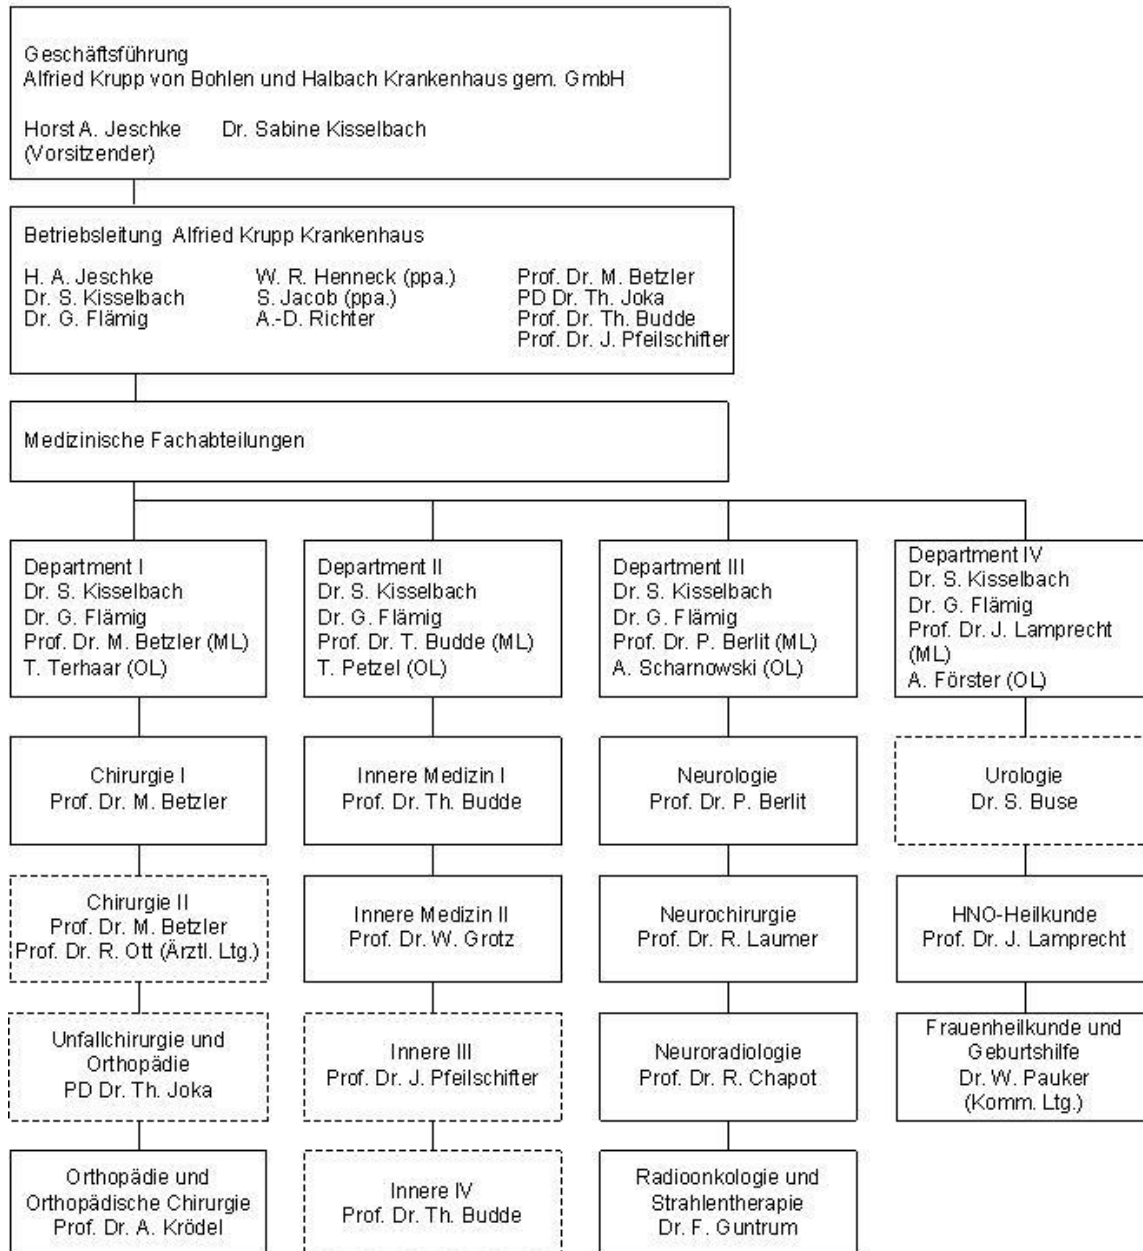 Geschäftsführung
Alfried Krupp von Bohlen und Halbach Krankenhaus gem. GmbH
Horst A. Jeschke Dr. Sabine Kisselbach
(Vorsitzender)
Betriebsleitung Alfried Krupp Krankenhaus
H. A. Jeschke W. R. Henneck (ppa.) Prof. Dr. M. Betzler
Dr. S. Kisselbach S. Jacob (ppa.) PD Dr. Th. Joka
Dr. G. Flämig A.-D. Richter Prof. Dr. Th. Budde
Prof. Dr. J. Pfeilschifter
Medizinische Fachabteilungen
Department I
Dr. S. Kisselbach
Dr. G. Flämig
Prof. Dr. M. Betzler (ML)
T. Terhaar (OL)
Department II
Dr. S. Kisselbach
Dr. G. Flämig
Prof. Dr. T. Budde (ML)
T. Petzel (OL)
Department III
Dr. S. Kisselbach
Dr. G. Flämig
Prof. Dr. P. Berlit (ML)
A. Scharnowski (OL)
Department IV
Dr. S. Kisselbach
Dr. G. Flämig
Prof. Dr. J. Lamprecht
(ML)
A. Förster (OL)
Chirurgie I
Prof. Dr. M. Betzler
Innere Medizin I
Prof. Dr. Th. Budde
Neurologie
Prof. Dr. P. Berlit
Urologie
Dr. S. Buse
Chirurgie II
Prof. Dr. M. Betzler
Prof. Dr. R. Ott (Ärztl. Ltg.)
Innere Medizin II
Prof. Dr. W. Grotz
Neurochirurgie
Prof. Dr. R. Laumer
HNO-Heilkunde
Prof. Dr. J. Lamprecht
Unfallchirurgie und
Orthopädie
PD Dr. Th. Joka
Innere III
Prof. Dr. J. Pfeilschifter
Neuroradiologie
Prof. Dr. R. Chapot
Frauenheilkunde und
Geburtshilfe
Dr. W. Pauker
(Komm. Ltg.)
Orthopädie und
Orthopädische Chirurgie
Prof. Dr. A. Krödel
Innere IV
Prof. Dr. Th. Budde
Radioonkologie und
Strahlentherapie
Dr. F. Guntrum